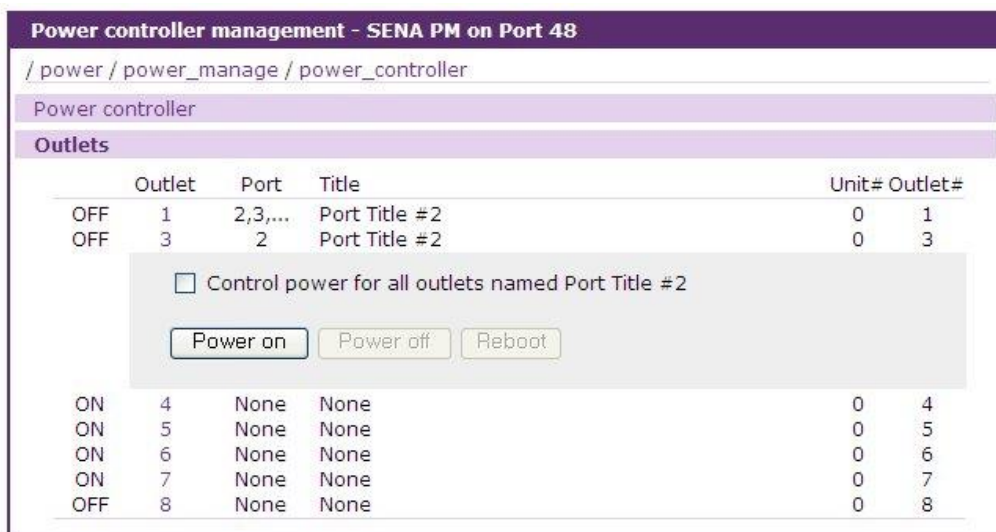 Power controller management - SENA PM on Port 48
/ power / power_manage / power_controller
Power controller
Outlets
Outlet Port Title Unit# Outlet#
OFF 1 2,3,... Port Title #2 0 1
OFF 3 2 Port Title #2 0 3
Control power for all outlets named Port Title #2
Power on Power off Reboot
ON 4 None None 0 4
ON 5 None None 0 5
ON 6 None None 0 6
ON 7 None None 0 7
OFF 8 None None 0 8